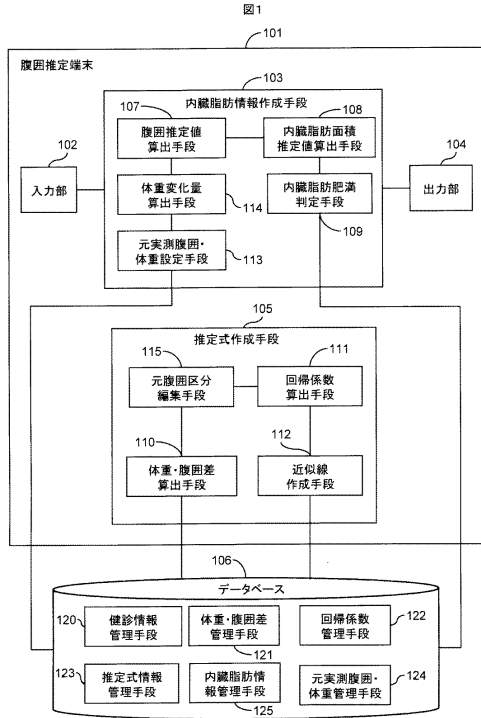 図1
101
腹囲推定端末
103
内臓脂肪情報作成手段
107
腹囲推定値
算出手段
108
内臓脂肪面積
推定値算出手段
102
入力部
104
出力部
体重変化量
算出手段
114
内臓脂肪肥満
判定手段
109
元実測腹囲・
体重設定手段
113
105
推定式作成手段
115
元腹囲区分
編集手段
111
回帰係数
算出手段
110
体重・腹囲差
算出手段
112
近似線
作成手段
106
データベース
120
健診情報
管理手段
体重・腹囲差
管理手段
121
回帰係数
管理手段
122
123
推定式情報
管理手段
内臓脂肪情
報管理手段
125
元実測腹囲・
体重管理手段
124